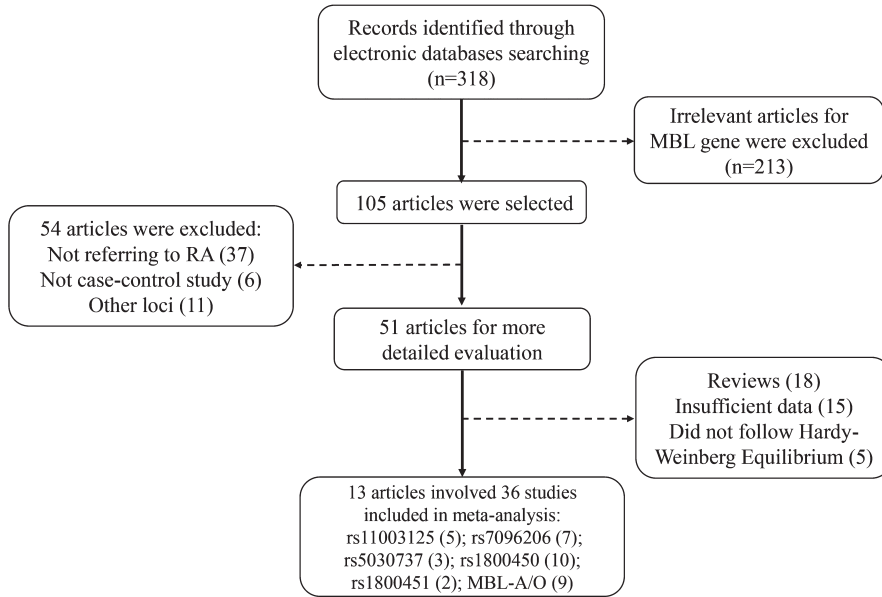 Records identified through
electronic databases searching
(n=318)
Irrelevant articles for
MBL gene were excluded
(n=213)
105 articles were selected
54 articles were excluded:
Not referring to RA (37)
Not case-control study (6)
Other loci (11)
51 articles for more
detailed evaluation
Reviews (18)
Insufficient data (15)
Did not follow Hardy-
Weinberg Equilibrium (5)
13 articles involved 36 studies
included in meta-analysis:
rs11003125 (5); rs7096206 (7);
rs5030737 (3); rs1800450 (10);
rs1800451 (2); MBL-A/O (9)